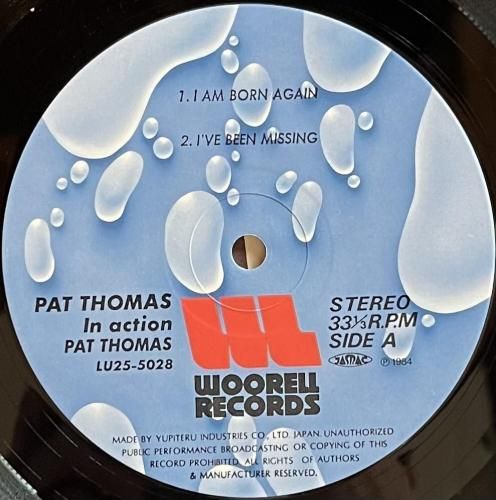 1. I AM BORN AGAIN
2. I'VE BEEN MISSING
PAT THOMAS
In action
PAT THOMAS
LU25-5028
STEREO
33⅓ R.P.M
SIDE A
JASRAC ℗ 1984
WOORELL
RECORDS
MADE BY YUPITERU INDUSTRIES CO., LTD. JAPAN. UNAUTHORIZED
PUBLIC PERFORMANCE BROADCASTING OR COPYING OF THIS
RECORD PROHIBITED. ALL RIGHTS OF AUTHORS
& MANUFACTURER RESERVED.